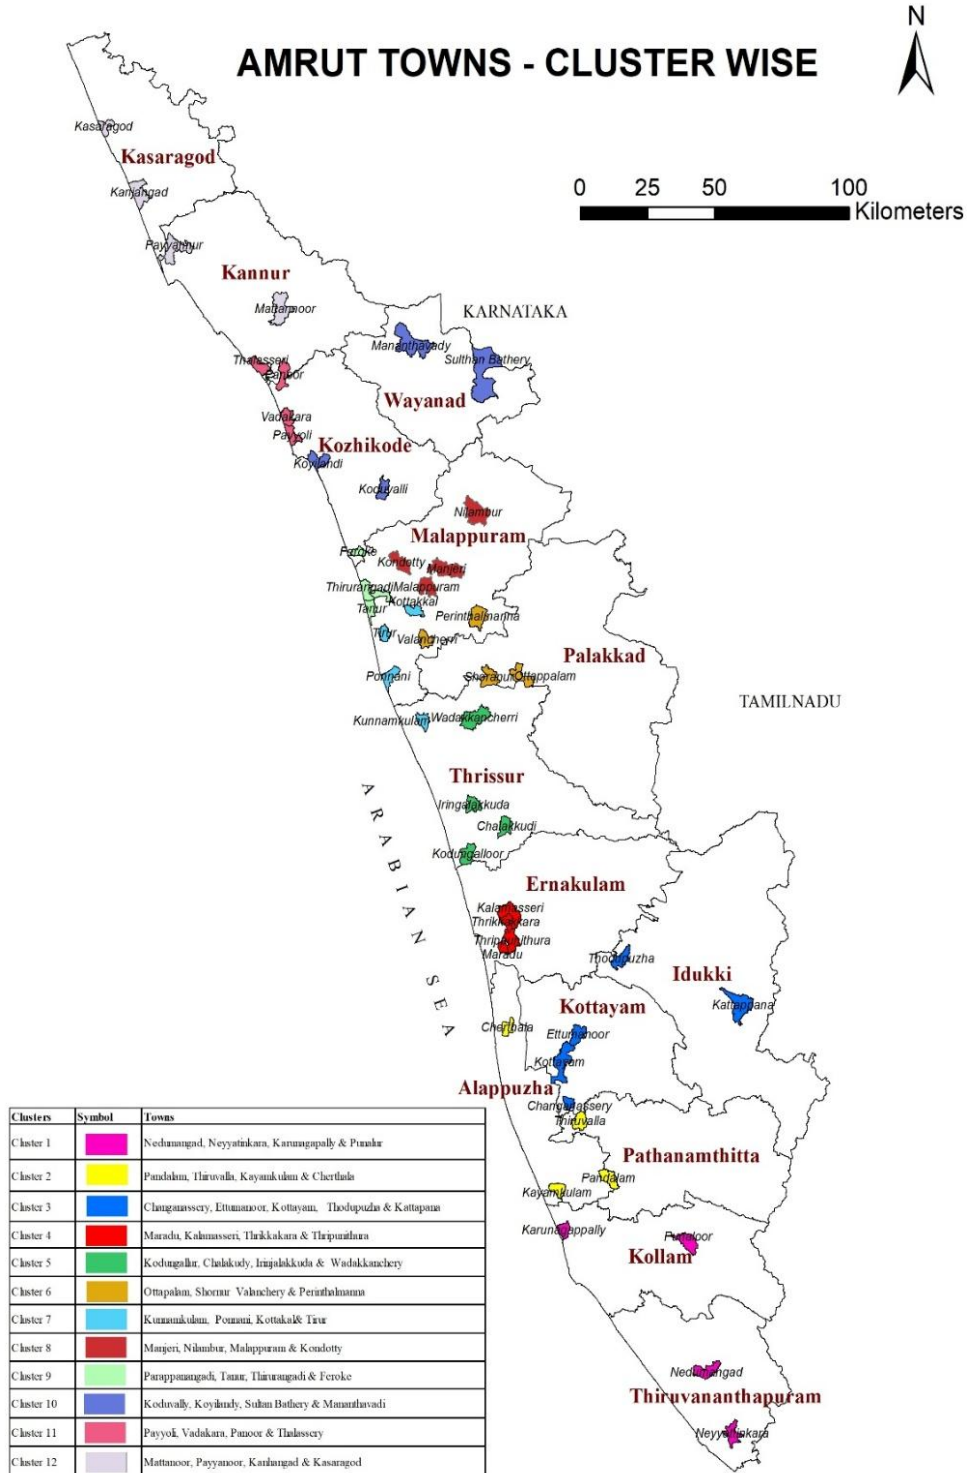 N
AMRUT TOWNS - CLUSTER WISE
0 25 50 100
Kilometers
Kasaragod
Kasaragod
Kanjangad
Payyannur
Kannur
Mattannoor
KARNATAKA
Mananthavady
Sulthan Bathery
Thalasseri
Panoor
Wayanad
Vadakara
Payyoli
Kozhikode
Koyilandi
Koduvalli
Nilambur
Malappuram
Feroke
Kondotty
Manjeri
Thirurangadi
Malappuram
Kottakkal
Tanur
Perinthalmanna
Tirur
Valancherri
Palakkad
Ponnani
Shoranur
Ottappalam
TAMILNADU
Kunnamkulam
Wadakkancherri
Thrissur
Iringalakkuda
Chalakkudi
Kodungalloor
ARABIAN SEA
Ernakulam
Kalamasseri
Thrikkakkara
Thrippunithura
Maradu
Thodupuzha
Idukki
Kattappana
Kottayam
Cherthala
Ettumanoor
Kottayam
Alappuzha
Changanassery
Thiruvalla
Pathanamthitta
Pandalam
Kayamkulam
Karunagappally
Punaloor
Kollam
Nedumangad
Thiruvananthapuram
Neyyattinkara
Clusters Symbol Towns
Cluster 1 Nedumangad, Neyyatinkara, Karunagapally & Punalur
Cluster 2 Pandalam, Thiruvalla, Kayamkulam & Cherthala
Cluster 3 Changanassery, Ettumanoor, Kottayam, Thodupuzha & Kattapana
Cluster 4 Maradu, Kalamasseri, Thrikkakara & Thripunithura
Cluster 5 Kodungallur, Chalakudy, Irinjalakkuda & Wadakkanchery
Cluster 6 Ottapalam, Shornur Valanchery & Perinthalmanna
Cluster 7 Kunnamkulam, Ponnani, Kottakal& Tirur
Cluster 8 Manjeri, Nilambur, Malappuram & Kondotty
Cluster 9 Parappanangadi, Tanur, Thirurangadi & Feroke
Cluster 10 Koduvally, Koyilandy, Sultan Bathery & Mananthavadi
Cluster 11 Payyoli, Vadakara, Panoor & Thalassery
Cluster 12 Mattanoor, Payyanoor, Kanhangad & Kasaragod